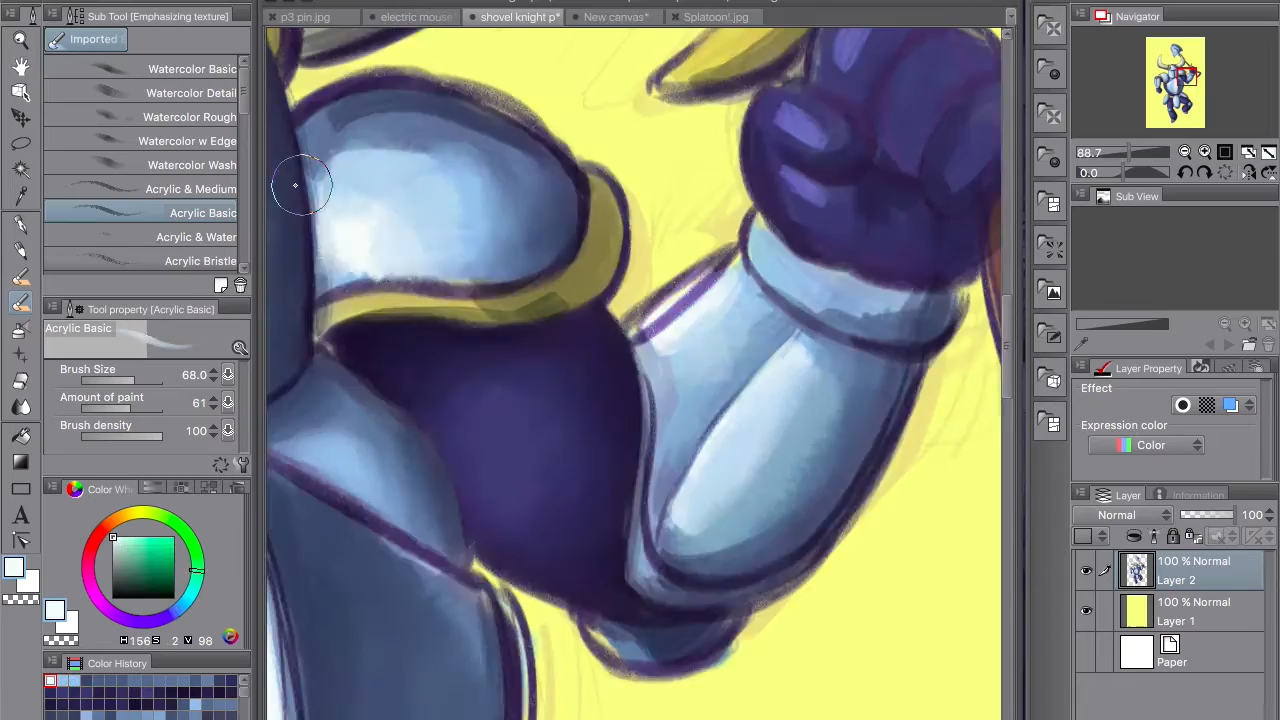 Sub Tool [Emphasizing texture]
p3 pin.jpg
electric mouse
shovel knight p*
New canvas*
Splatoon!.jpg
Navigator
Imported
Watercolor Basic
Watercolor Detail
Watercolor Rough
Watercolor w Edge
Watercolor Wash
Acrylic & Medium
Acrylic Basic
Acrylic & Water
Acrylic Bristle
88.7
0.0
Sub View
Tool property [Acrylic Basic]
Acrylic Basic
Brush Size
68.0
Amount of paint
61
Brush density
100
Layer Property
Effect
Expression color
Color
Color Wh
H 156 S 2 V 98
Color History
Layer
Information
Normal
100
100 % Normal
Layer 2
100 % Normal
Layer 1
Paper